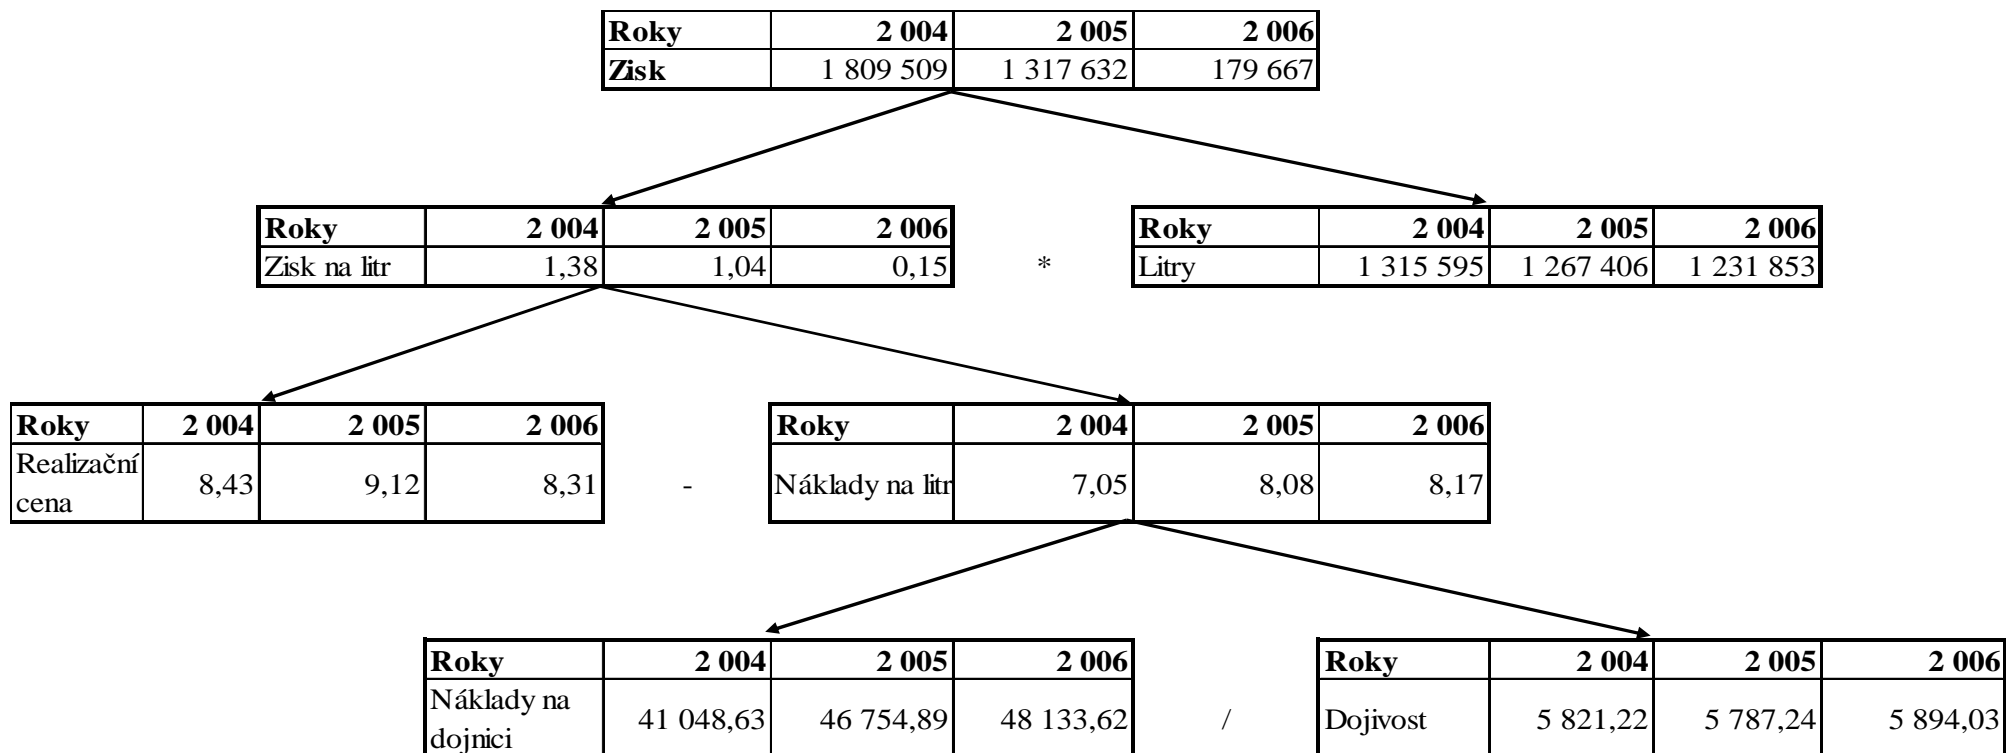 Roky 2 004 2 005 2 006
Zisk 1 809 509 1 317 632 179 667
Roky 2 004 2 005 2 006
Zisk na litr 1,38 1,04 0,15
*
Roky 2 004 2 005 2 006
Litry 1 315 595 1 267 406 1 231 853
Roky 2 004 2 005 2 006
Realizační
cena
8,43 9,12 8,31
-
Roky 2 004 2 005 2 006
Náklady na litr 7,05 8,08 8,17
Roky 2 004 2 005 2 006
Náklady na
dojnici
41 048,63 46 754,89 48 133,62
/
Roky 2 004 2 005 2 006
Dojivost 5 821,22 5 787,24 5 894,03